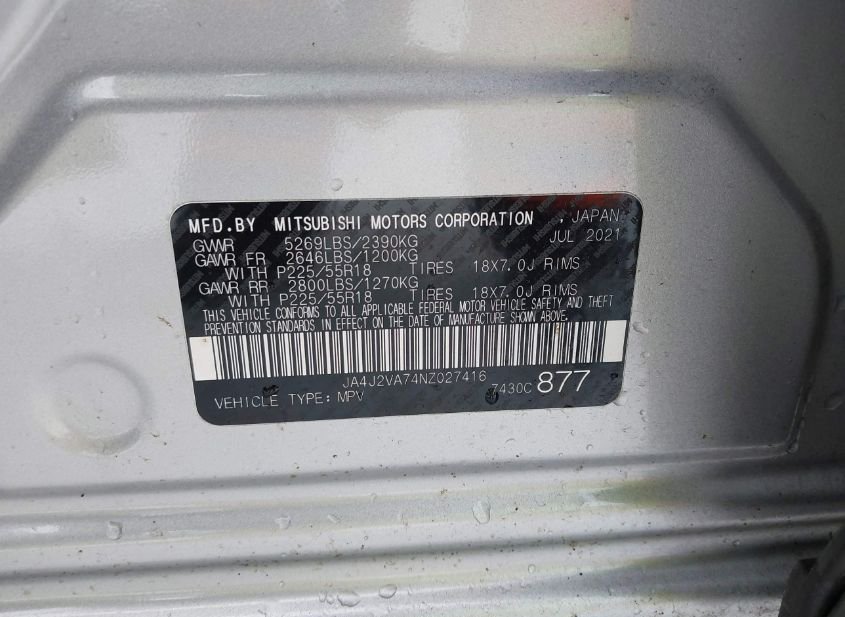 MFD.BY MITSUBISHI MOTORS CORPORATION , JAPAN
GVWR 5269LBS/2390KG JUL 2021
GAWR FR 2646LBS/1200KG
WITH P225/55R18 TIRES 18X7.0J RIMS
GAWR RR 2800LBS/1270KG
WITH P225/55R18 TIRES 18X7.0J RIMS
THIS VEHICLE CONFORMS TO ALL APPLICABLE FEDERAL MOTOR VEHICLE SAFETY AND THEFT
PREVENTION STANDARDS IN EFFECT ON THE DATE OF MANUFACTURE SHOWN ABOVE.
JA4J2VA74NZ027416
VEHICLE TYPE: MPV 7430C 877